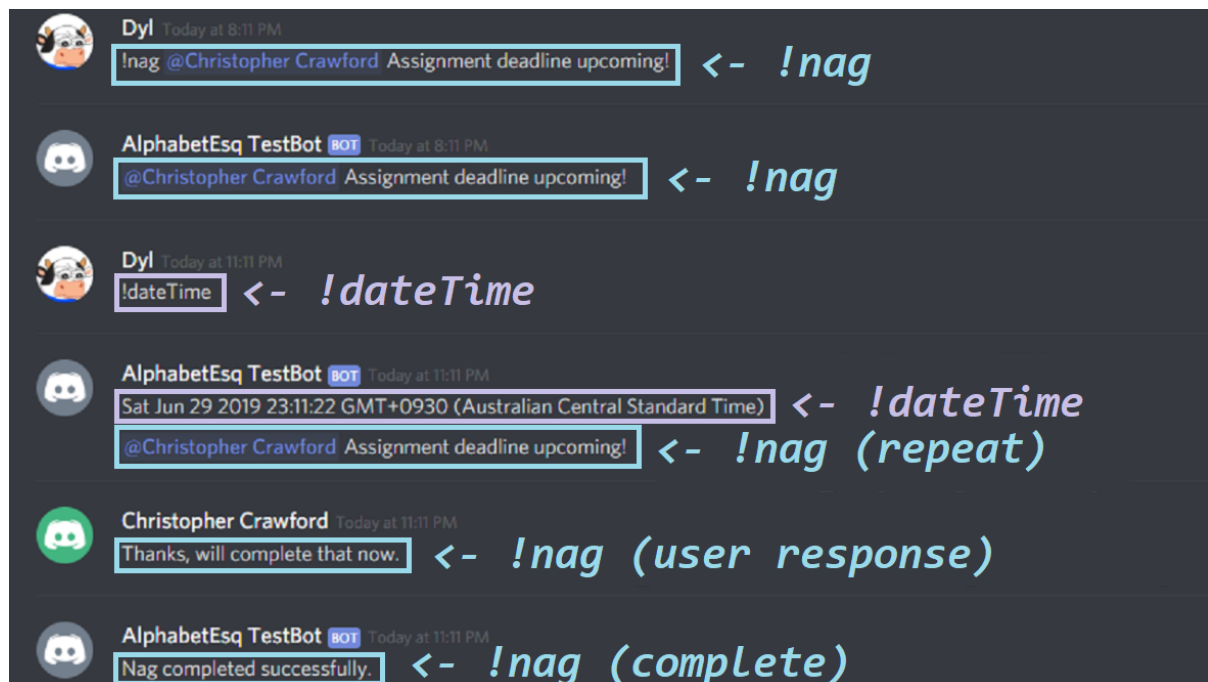 Dyl Today at 8:11 PM
!nag @Christopher Crawford Assignment deadline upcoming! <- !nag
AlphabetEsq TestBot BOT Today at 8:11 PM
@Christopher Crawford Assignment deadline upcoming! <- !nag
Dyl Today at 11:11 PM
!dateTime <- !dateTime
AlphabetEsq TestBot BOT Today at 11:11 PM
Sat Jun 29 2019 23:11:22 GMT+0930 (Australian Central Standard Time) <- !dateTime
@Christopher Crawford Assignment deadline upcoming! <- !nag (repeat)
Christopher Crawford Today at 11:11 PM
Thanks, will complete that now. <- !nag (user response)
AlphabetEsq TestBot BOT Today at 11:11 PM
Nag completed successfully. <- !nag (complete)